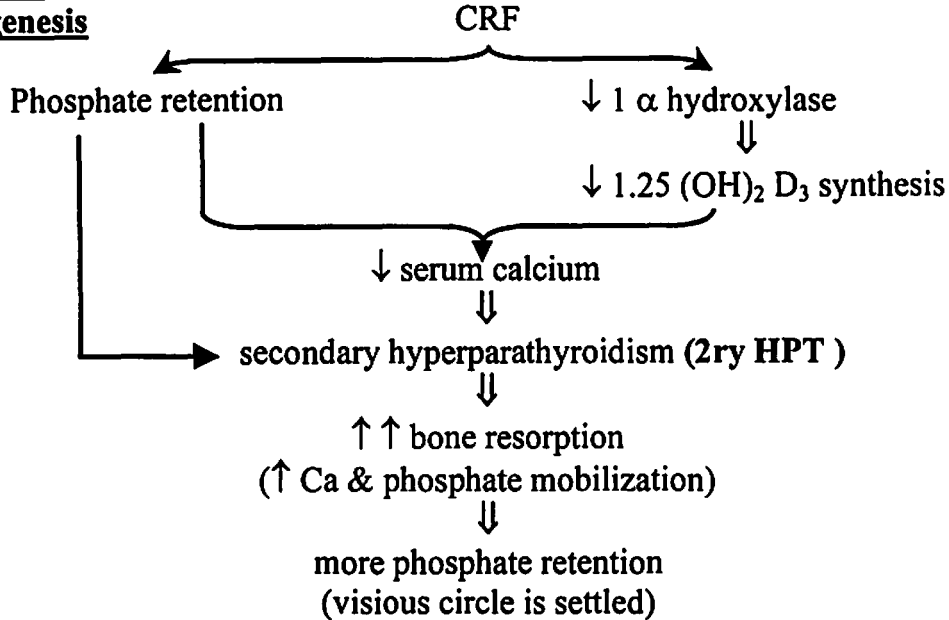 genesis
CRF
Phosphate retention
↓ 1 α hydroxylase
⇓
↓ 1.25 (OH)₂ D₃ synthesis
↓ serum calcium
⇓
secondary hyperparathyroidism (2ry HPT )
⇓
↑ ↑ bone resorption
(↑ Ca & phosphate mobilization)
⇓
more phosphate retention
(visious circle is settled)